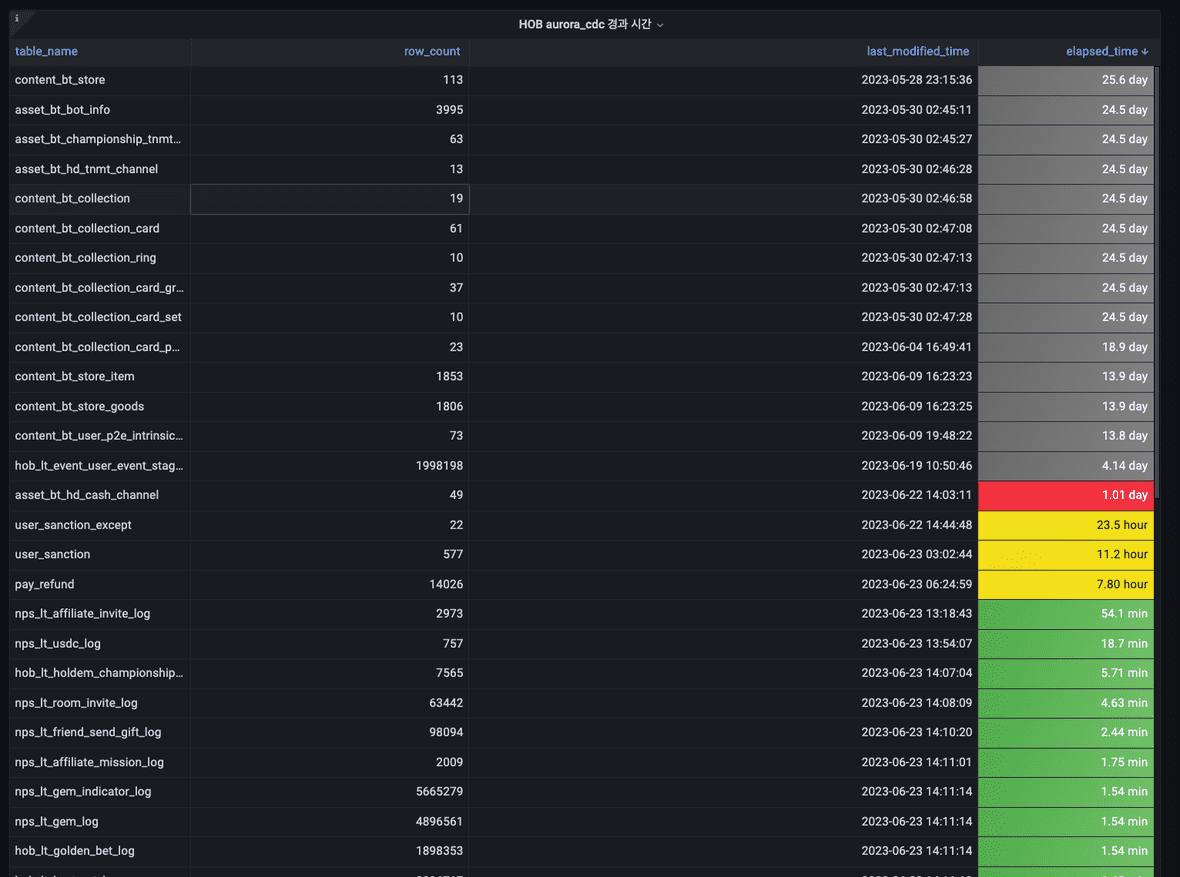 i
HOB aurora_cdc 경과 시간
table_name row_count last_modified_time elapsed_time ↓
content_bt_store 113 2023-05-28 23:15:36 25.6 day
asset_bt_bot_info 3995 2023-05-30 02:45:11 24.5 day
asset_bt_championship_tnmt... 63 2023-05-30 02:45:27 24.5 day
asset_bt_hd_tnmt_channel 13 2023-05-30 02:46:28 24.5 day
content_bt_collection 19 2023-05-30 02:46:58 24.5 day
content_bt_collection_card 61 2023-05-30 02:47:08 24.5 day
content_bt_collection_ring 10 2023-05-30 02:47:13 24.5 day
content_bt_collection_card_gr... 37 2023-05-30 02:47:13 24.5 day
content_bt_collection_card_set 10 2023-05-30 02:47:28 24.5 day
content_bt_collection_card_p... 23 2023-06-04 16:49:41 18.9 day
content_bt_store_item 1853 2023-06-09 16:23:23 13.9 day
content_bt_store_goods 1806 2023-06-09 16:23:25 13.9 day
content_bt_user_p2e_intrinsic... 73 2023-06-09 19:48:22 13.8 day
hob_lt_event_user_event_stag... 1998198 2023-06-19 10:50:46 4.14 day
asset_bt_hd_cash_channel 49 2023-06-22 14:03:11 1.01 day
user_sanction_except 22 2023-06-22 14:44:48 23.5 hour
user_sanction 577 2023-06-23 03:02:44 11.2 hour
pay_refund 14026 2023-06-23 06:24:59 7.80 hour
nps_lt_affiliate_invite_log 2973 2023-06-23 13:18:43 54.1 min
nps_lt_usdc_log 757 2023-06-23 13:54:07 18.7 min
hob_lt_holdem_championship... 7565 2023-06-23 14:07:04 5.71 min
nps_lt_room_invite_log 63442 2023-06-23 14:08:09 4.63 min
nps_lt_friend_send_gift_log 98094 2023-06-23 14:10:20 2.44 min
nps_lt_affiliate_mission_log 2009 2023-06-23 14:11:01 1.75 min
nps_lt_gem_indicator_log 5665279 2023-06-23 14:11:14 1.54 min
nps_lt_gem_log 4896561 2023-06-23 14:11:14 1.54 min
hob_lt_golden_bet_log 1898353 2023-06-23 14:11:14 1.54 min